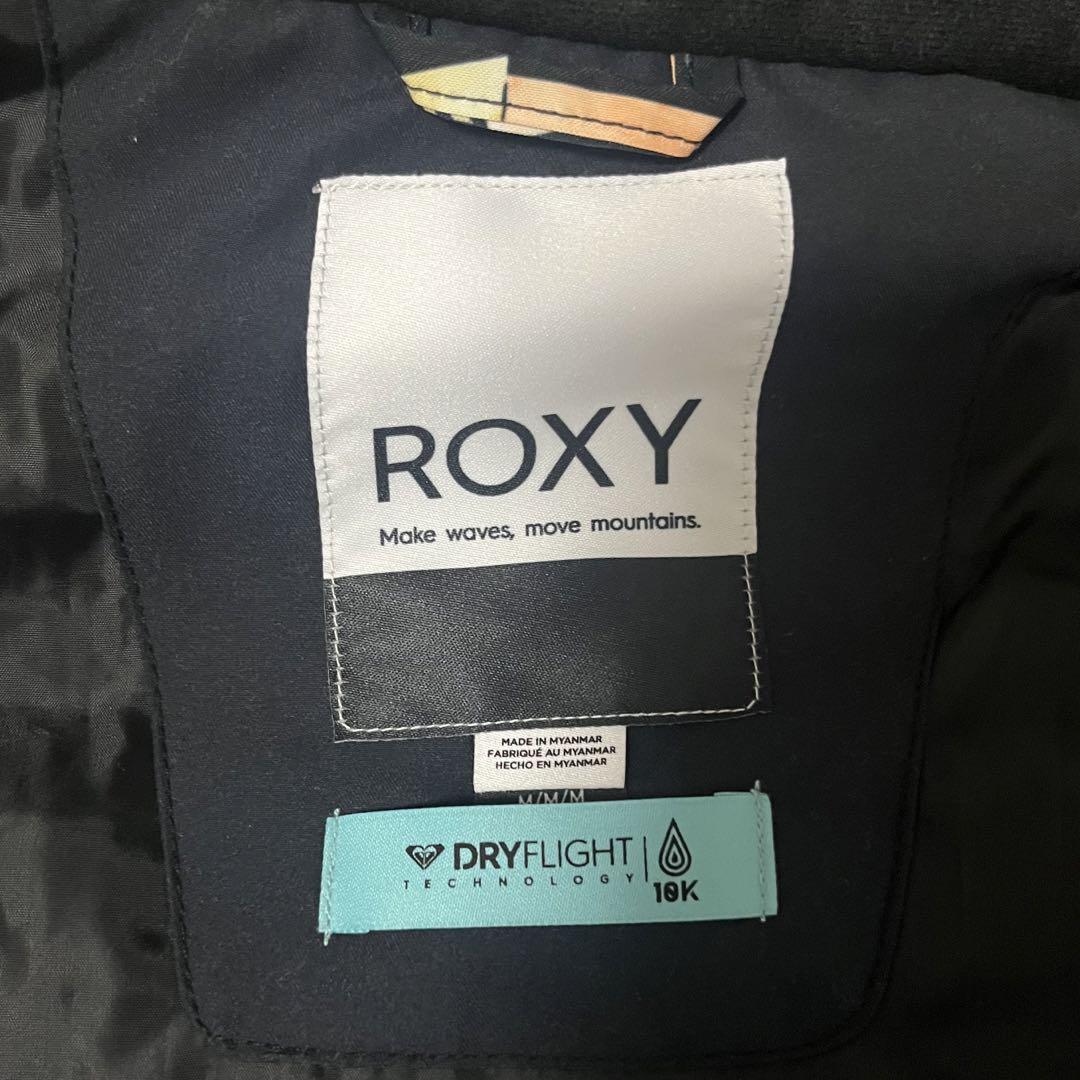 ROXY
Make waves, move mountains.
MADE IN MYANMAR
FABRIQUÉ AU MYANMAR
HECHO EN MYANMAR
M/M/M
DRYFLIGHT
TECHNOLOGY
10K